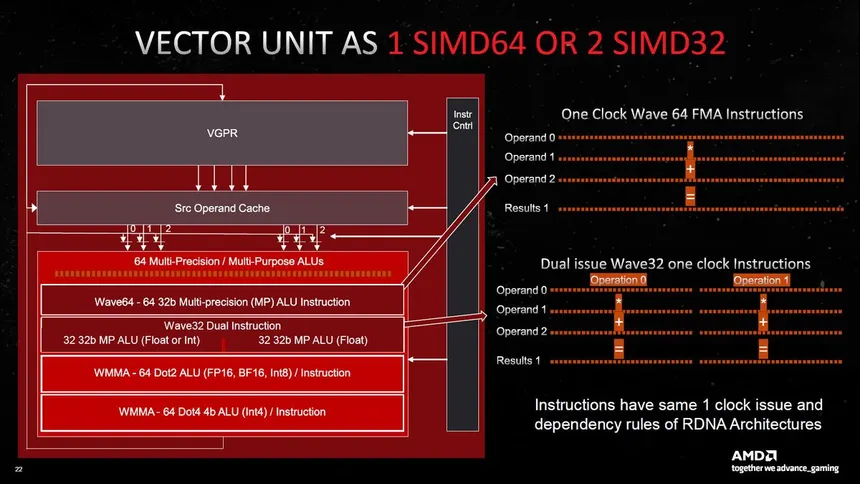 VECTOR UNIT AS 1 SIMD64 OR 2 SIMD32
VGPR
Instr
Cntrl
Src Operand Cache
0 1 2 0 1 2
64 Multi-Precision / Multi-Purpose ALUs
Wave64 - 64 32b Multi-precision (MP) ALU Instruction
Wave32 Dual Instruction
32 32b MP ALU (Float or Int) 32 32b MP ALU (Float)
WMMA - 64 Dot2 ALU (FP16, BF16, Int8) / Instruction
WMMA - 64 Dot4 4b ALU (Int4) / Instruction
One Clock Wave 64 FMA Instructions
Operand 0
*
Operand 1
+
Operand 2
=
Results 1
Dual issue Wave32 one clock Instructions
Operation 0 Operation 1
Operand 0
* *
Operand 1
+ +
Operand 2
= =
Results 1
Instructions have same 1 clock issue and
dependency rules of RDNA Architectures
AMD
together we advance_gaming
22